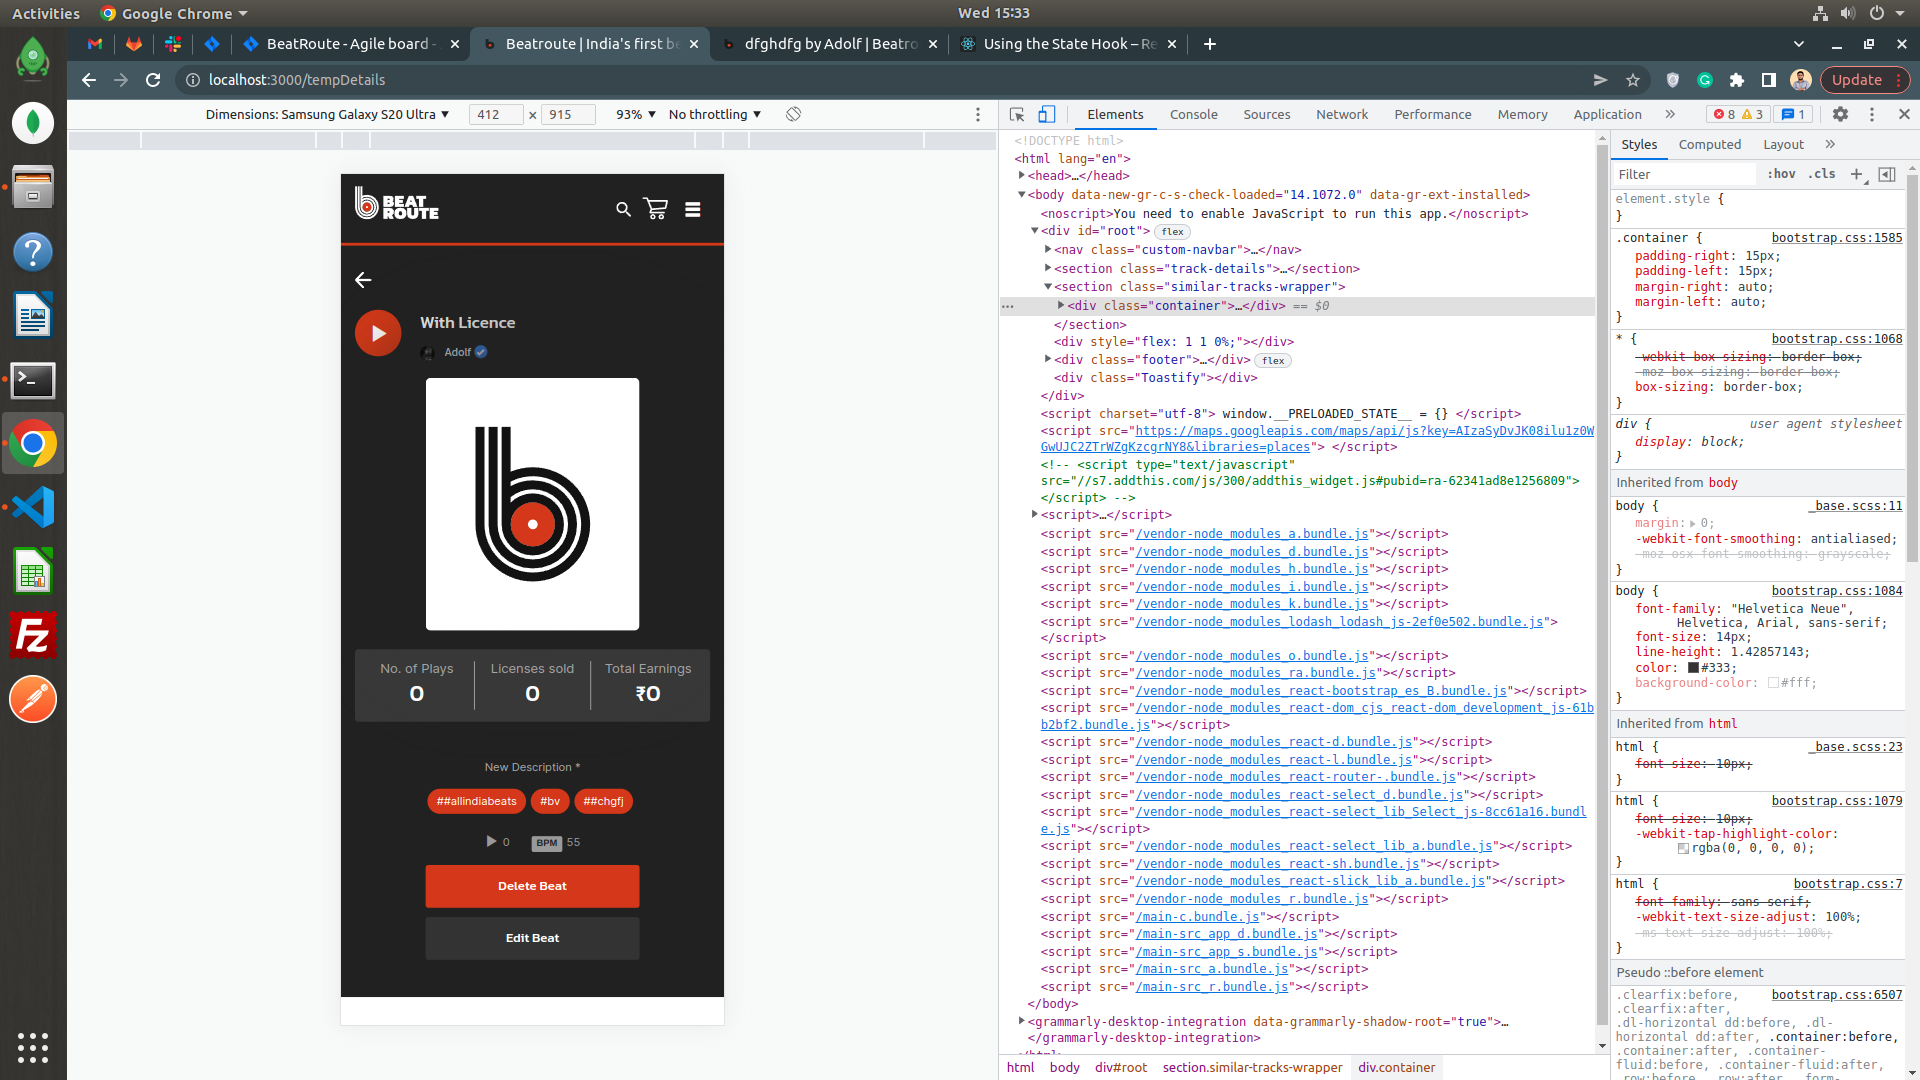 Activities
Google Chrome
Wed 15:33
BeatRoute - Agile board -
Beatroute | India's first be
dfghdfg by Adolf | Beatro
Using the State Hook – Re
localhost:3000/tempDetails
Update
Dimensions: Samsung Galaxy S20 Ultra
412 × 915
93%
No throttling
Elements
Console
Sources
Network
Performance
Memory
Application
8
3
1
BEAT
ROUTE
With Licence
Adolf
No. of Plays
0
Licenses sold
0
Total Earnings
₹0
New Description *
##allindiabeats
#bv
##chgfj
0
BPM 55
Delete Beat
Edit Beat
<!DOCTYPE html>
<html lang="en">
<head>…</head>
<body data-new-gr-c-s-check-loaded="14.1072.0" data-gr-ext-installed>
<noscript>You need to enable JavaScript to run this app.</noscript>
<div id="root"> flex
<nav class="custom-navbar">…</nav>
<section class="track-details">…</section>
<section class="similar-tracks-wrapper">
<div class="container">…</div> == $0
</section>
<div style="flex: 1 1 0%;"></div>
<div class="footer">…</div> flex
<div class="Toastify"></div>
</div>
<script charset="utf-8"> window.__PRELOADED_STATE__ = {} </script>
<script src="https://maps.googleapis.com/maps/api/js?key=AIzaSyDvJK08ilu1z0W
GwUJC2ZTrWZgKzcgrNY8&libraries=places"> </script>
<!-- <script type="text/javascript"
src="//s7.addthis.com/js/300/addthis_widget.js#pubid=ra-62341ad8e1256809">
</script> -->
<script>…</script>
<script src="/vendor-node_modules_a.bundle.js"></script>
<script src="/vendor-node_modules_d.bundle.js"></script>
<script src="/vendor-node_modules_h.bundle.js"></script>
<script src="/vendor-node_modules_i.bundle.js"></script>
<script src="/vendor-node_modules_k.bundle.js"></script>
<script src="/vendor-node_modules_lodash_lodash_js-2ef0e502.bundle.js">
</script>
<script src="/vendor-node_modules_o.bundle.js"></script>
<script src="/vendor-node_modules_ra.bundle.js"></script>
<script src="/vendor-node_modules_react-bootstrap_es_B.bundle.js"></script>
<script src="/vendor-node_modules_react-dom_cjs_react-dom_development_js-61b
b2bf2.bundle.js"></script>
<script src="/vendor-node_modules_react-d.bundle.js"></script>
<script src="/vendor-node_modules_react-l.bundle.js"></script>
<script src="/vendor-node_modules_react-router-.bundle.js"></script>
<script src="/vendor-node_modules_react-select_d.bundle.js"></script>
<script src="/vendor-node_modules_react-select_lib_Select_js-8cc61a16.bundl
e.js"></script>
<script src="/vendor-node_modules_react-select_lib_a.bundle.js"></script>
<script src="/vendor-node_modules_react-sh.bundle.js"></script>
<script src="/vendor-node_modules_react-slick_lib_a.bundle.js"></script>
<script src="/vendor-node_modules_r.bundle.js"></script>
<script src="/main-c.bundle.js"></script>
<script src="/main-src_app_d.bundle.js"></script>
<script src="/main-src_app_s.bundle.js"></script>
<script src="/main-src_a.bundle.js"></script>
<script src="/main-src_r.bundle.js"></script>
</body>
<grammarly-desktop-integration data-grammarly-shadow-root="true">…
</grammarly-desktop-integration>
html
body
div#root
section.similar-tracks-wrapper
div.container
Styles
Computed
Layout
Filter
:hov
.cls
element.style {
}
.container { bootstrap.css:1585
padding-right: 15px;
padding-left: 15px;
margin-right: auto;
margin-left: auto;
}
* { bootstrap.css:1068
-webkit-box-sizing: border-box;
-moz-box-sizing: border-box;
box-sizing: border-box;
}
div { user agent stylesheet
display: block;
}
Inherited from body
body { _base.scss:11
margin: 0;
-webkit-font-smoothing: antialiased;
-moz-osx-font-smoothing: grayscale;
}
body { bootstrap.css:1084
font-family: "Helvetica Neue",
Helvetica, Arial, sans-serif;
font-size: 14px;
line-height: 1.42857143;
color: #333;
background-color: #fff;
}
Inherited from html
html { _base.scss:23
font-size: 10px;
}
html { bootstrap.css:1079
font-size: 10px;
-webkit-tap-highlight-color:
rgba(0, 0, 0, 0);
}
html { bootstrap.css:7
font-family: sans-serif;
-webkit-text-size-adjust: 100%;
-ms-text-size-adjust: 100%;
}
Pseudo ::before element
.clearfix:before, bootstrap.css:6507
.clearfix:after,
.dl-horizontal dd:before, .dl-
horizontal dd:after, .container:before,
.container:after, .container-
fluid:before, .container-fluid:after,
.row:before, .row:after, .form-